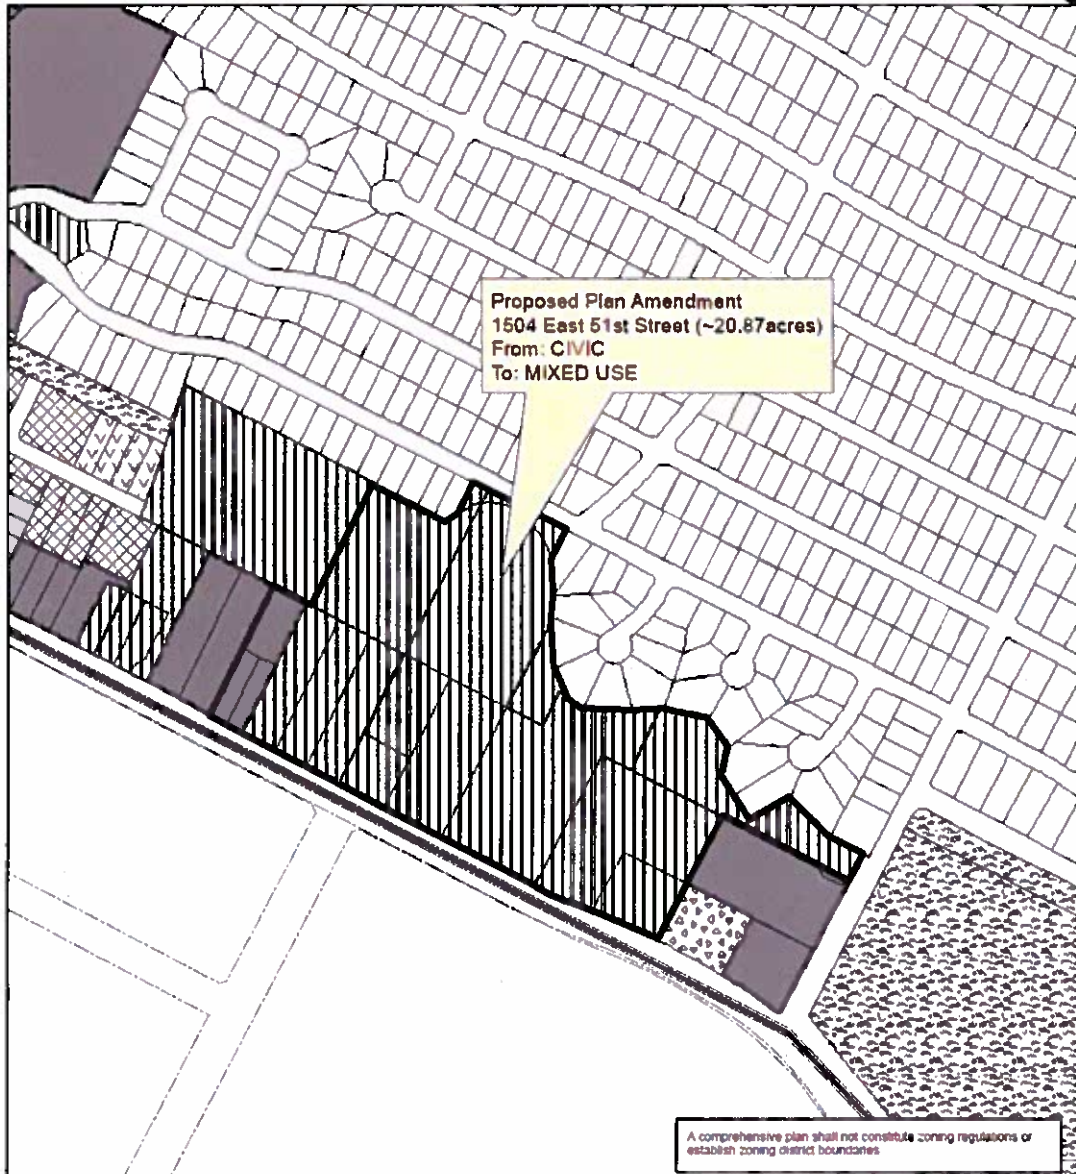 Proposed Plan Amendment
1504 East 51st Street (~20.87acres)
From: CIVIC
To: MIXED USE
A comprehensive plan shall not constitute zoning regulations or
establish zoning district boundaries